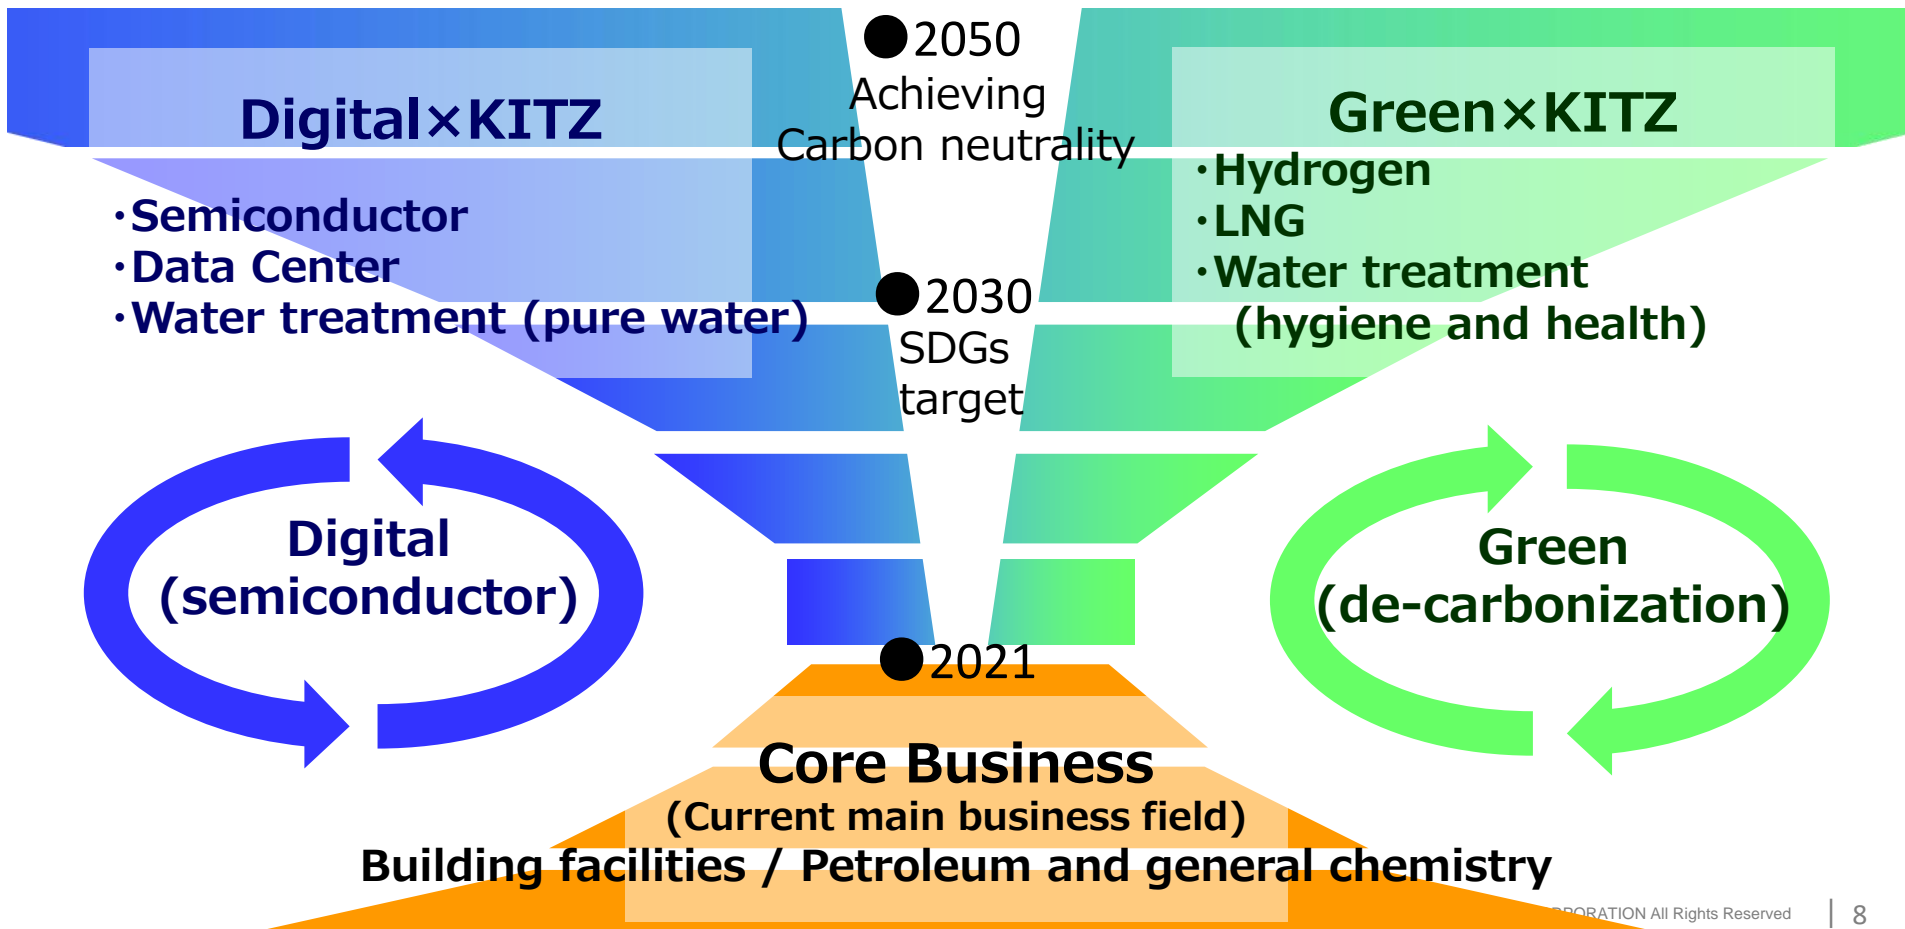 ●2050
Achieving
Carbon neutrality
Digital×KITZ
・Semiconductor
・Data Center
・Water treatment (pure water)
Green×KITZ
・Hydrogen
・LNG
・Water treatment
(hygiene and health)
●2030
SDGs
target
Digital
(semiconductor)
Green
(de-carbonization)
●2021
Core Business
(Current main business field)
Building facilities / Petroleum and general chemistry
All Rights Reserved
8